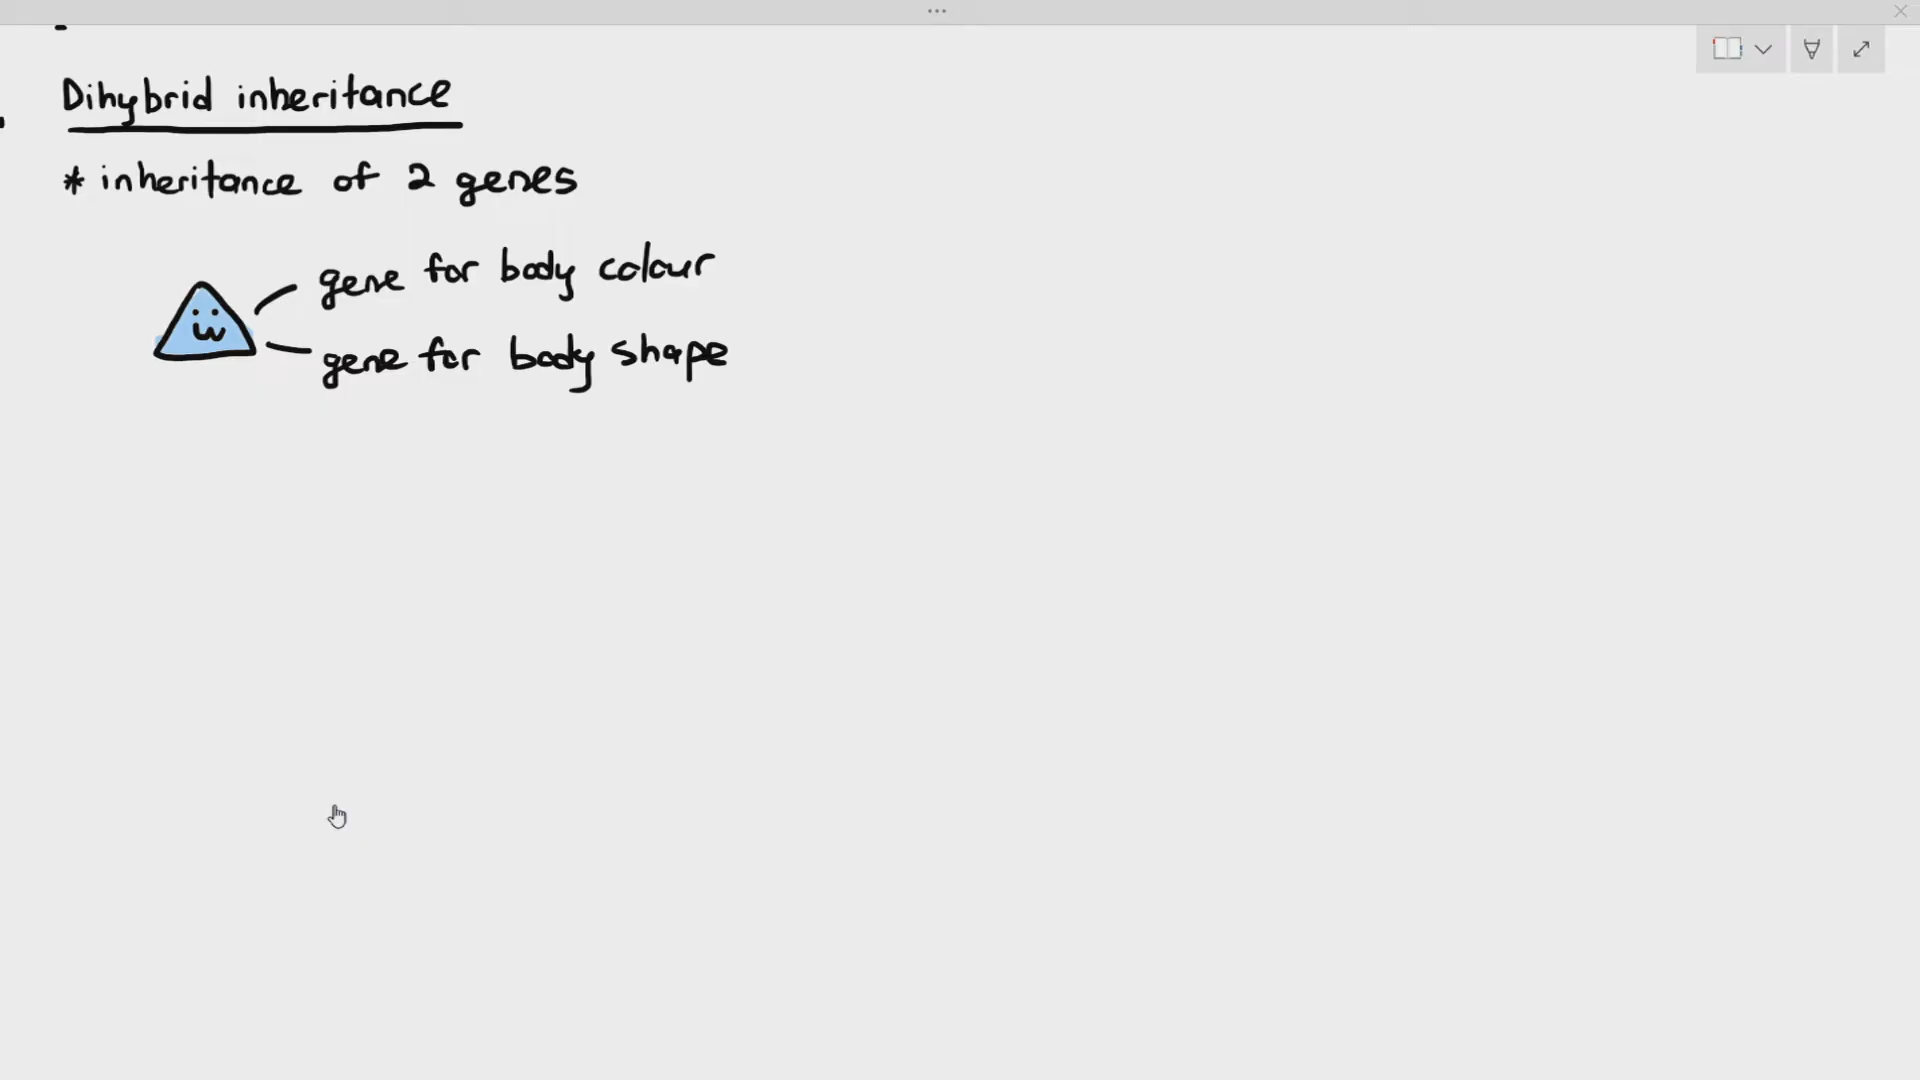 Dihybrid inheritance
* inheritance of 2 genes
gene for body colour
gene for body shape